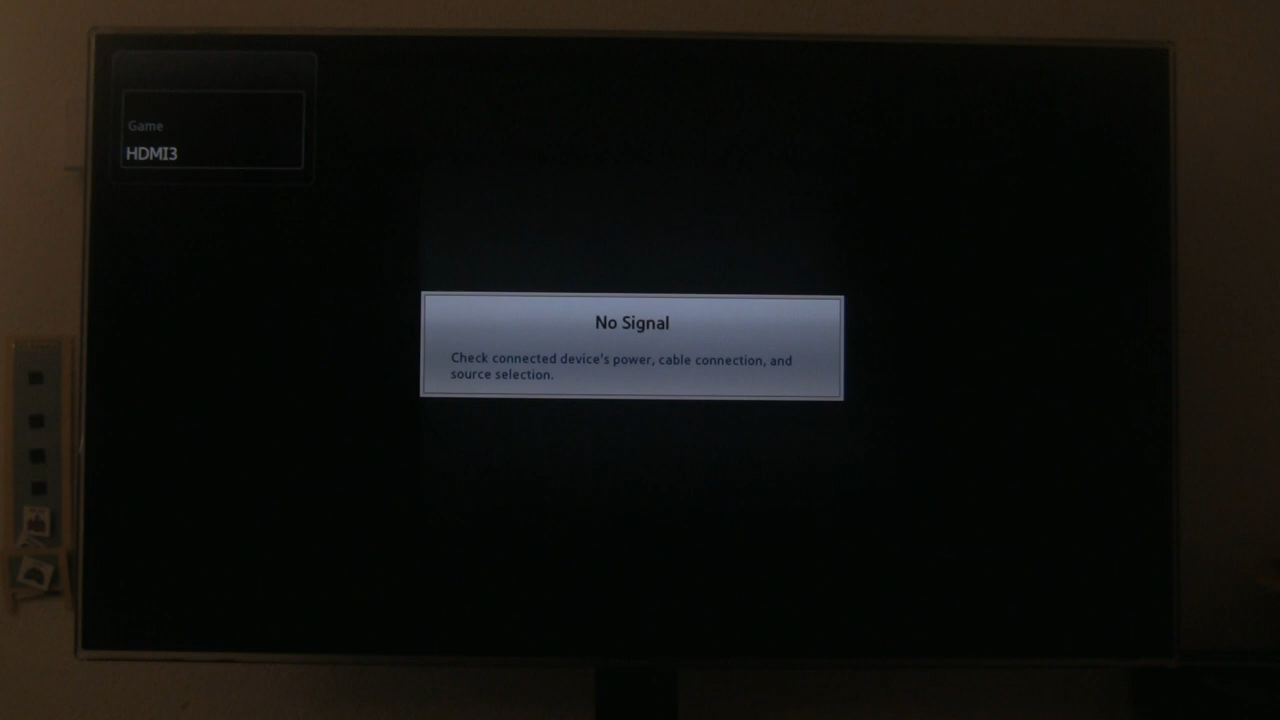 Game
HDMI3
No Signal
Check connected device's power, cable connection, and
source selection.